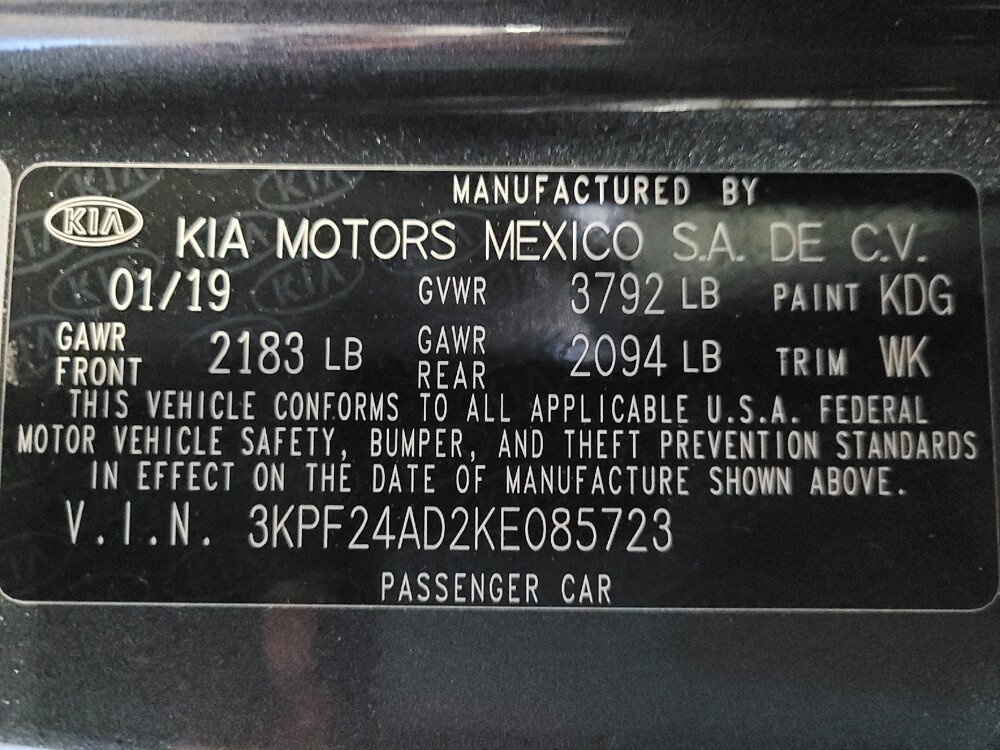 MANUFACTURED BY
KIA KIA MOTORS MEXICO S.A. DE C.V.
01/19 GVWR 3792 LB PAINT KDG
GAWR FRONT 2183 LB GAWR REAR 2094 LB TRIM WK
THIS VEHICLE CONFORMS TO ALL APPLICABLE U.S.A. FEDERAL
MOTOR VEHICLE SAFETY, BUMPER, AND THEFT PREVENTION STANDARDS
IN EFFECT ON THE DATE OF MANUFACTURE SHOWN ABOVE.
V.I.N. 3KPF24AD2KE085723
PASSENGER CAR